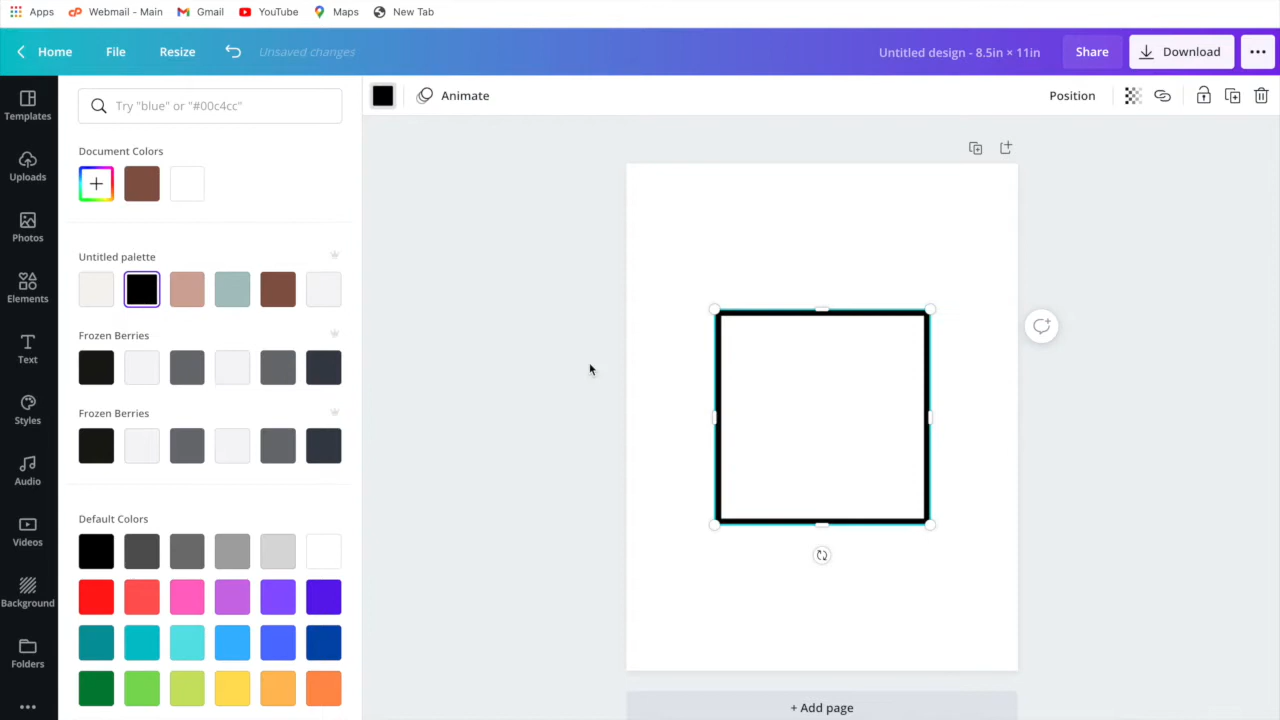 Apps Webmail - Main Gmail YouTube Maps New Tab
Home File Resize Unsaved changes Untitled design - 8.5in × 11in Share Download
Templates
Uploads
Photos
Elements
Text
Styles
Audio
Videos
Background
Folders
Try "blue" or "#00c4cc"
Document Colors
Untitled palette
Frozen Berries
Frozen Berries
Default Colors
Animate
Position
+ Add page